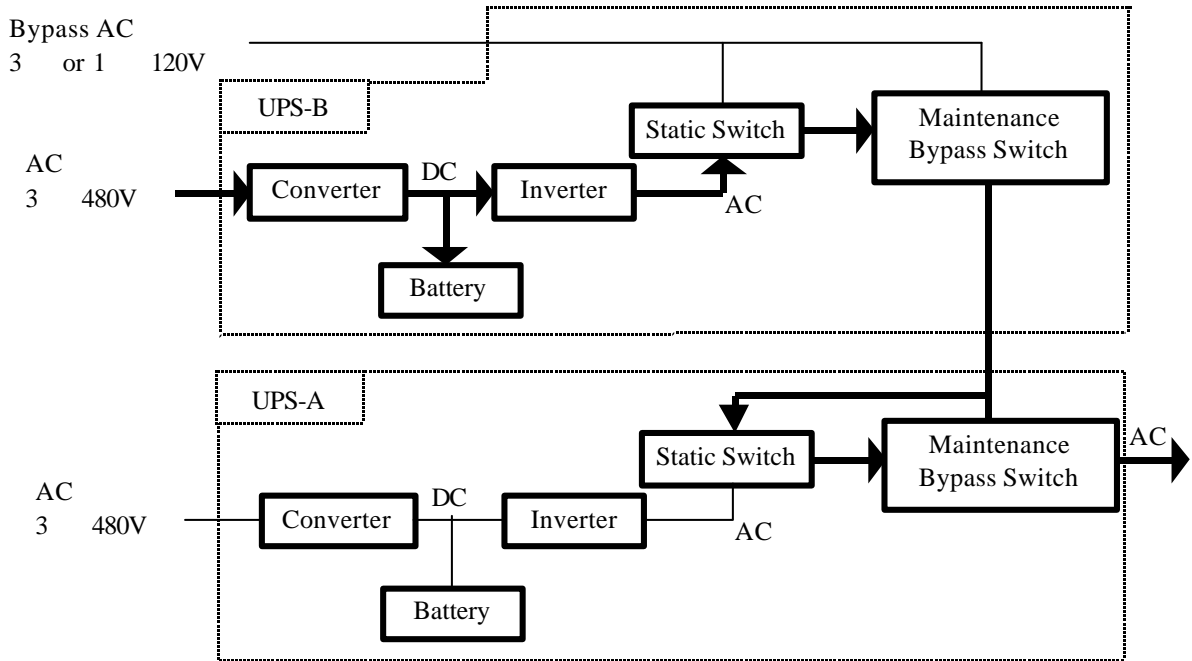 Bypass AC
3 or 1 120V
UPS-B
Static Switch
Maintenance
Bypass Switch
AC
3 480V
Converter
DC
Inverter
AC
Battery
UPS-A
Static Switch
Maintenance
Bypass Switch
AC
AC
3 480V
Converter
DC
Inverter
AC
Battery